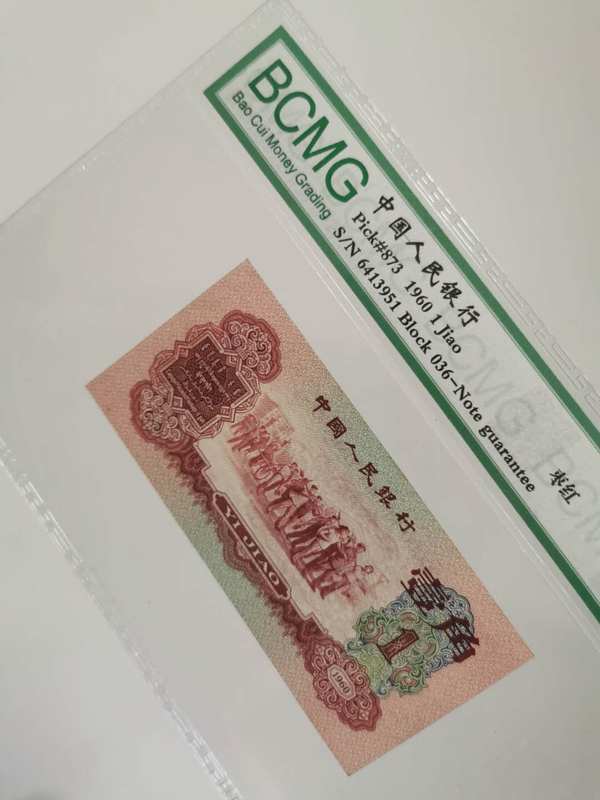 BCMG
Bao Cui Money Grading
中国人民银行
Pick#873 1960 1 Jiao
S/N 6413951 Block 036-Note guarantee
枣红
中國人民銀行
壹角
YI JIAO
1
1960